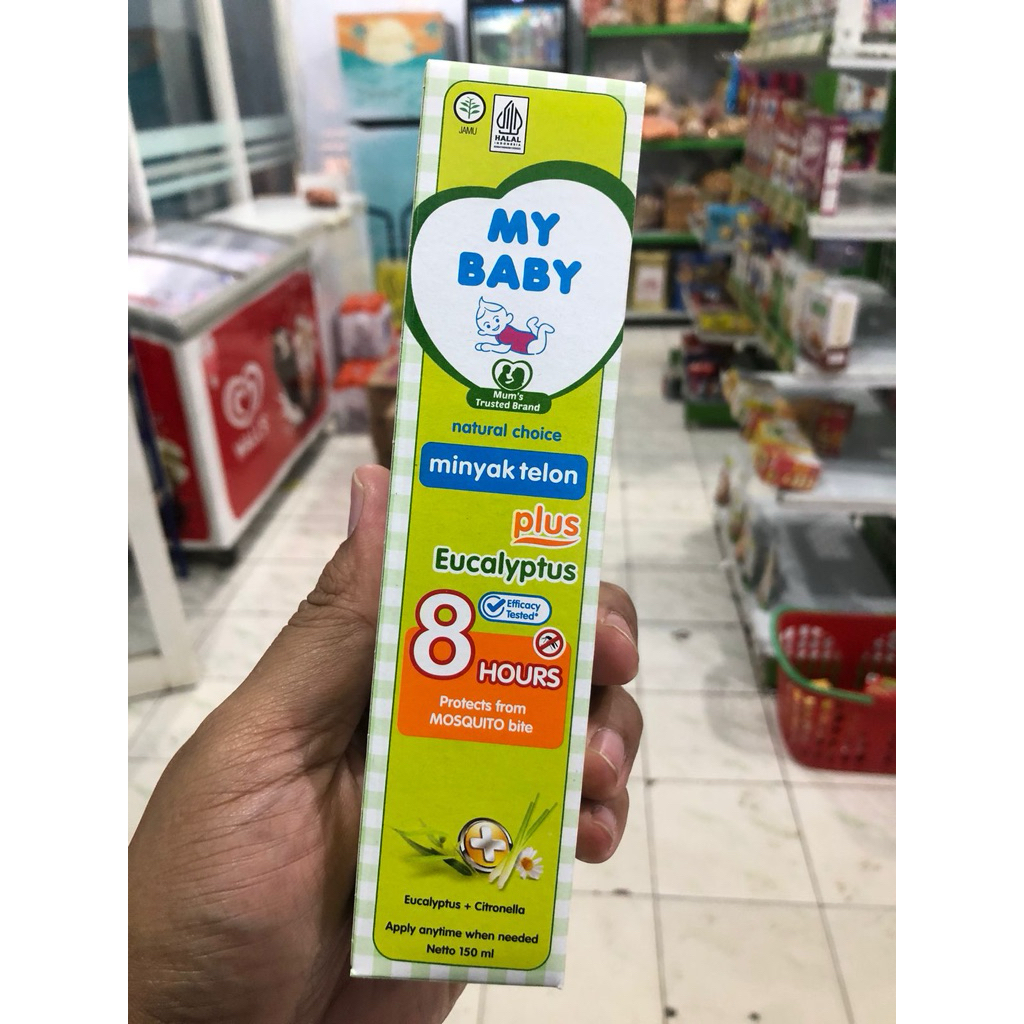 JAMU
HALAL
INDONESIA
MY
BABY
Mum's
Trusted Brand
natural choice
minyak telon
plus
Eucalyptus
8
Efficacy
Tested*
HOURS
Protects from
MOSQUITO bite
Eucalyptus + Citronella
Apply anytime when needed
Netto 150 ml
WALL'S